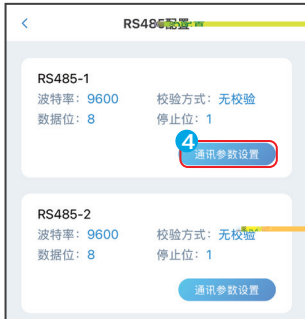 RS485配置
RS485-1
波特率：9600 校验方式：无校验
数据位：8 停止位：1
4
通讯参数设置
RS485-2
波特率：9600 校验方式：无校验
数据位：8 停止位：1
通讯参数设置